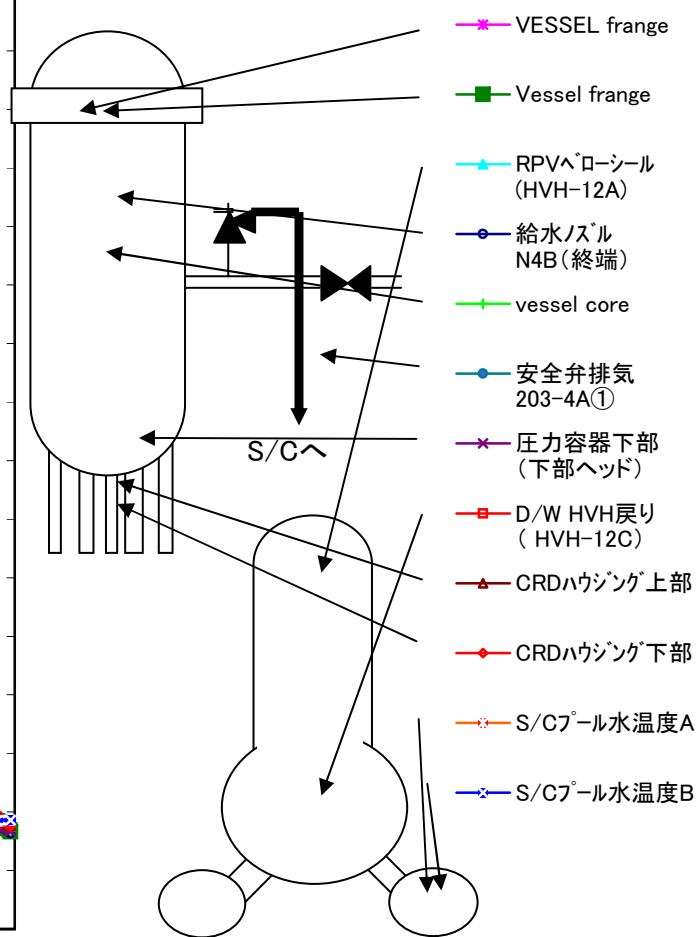 VESSEL frange
Vessel frange
RPVベローシール
(HVH-12A)
給水ノズル
N4B(終端)
vessel core
安全弁排気
203-4A①
圧力容器下部
(下部ヘッド)
D/W HVH戻り
( HVH-12C)
CRDハウジング上部
CRDハウジング下部
S/Cプール水温度A
S/Cプール水温度B
S/Cへ